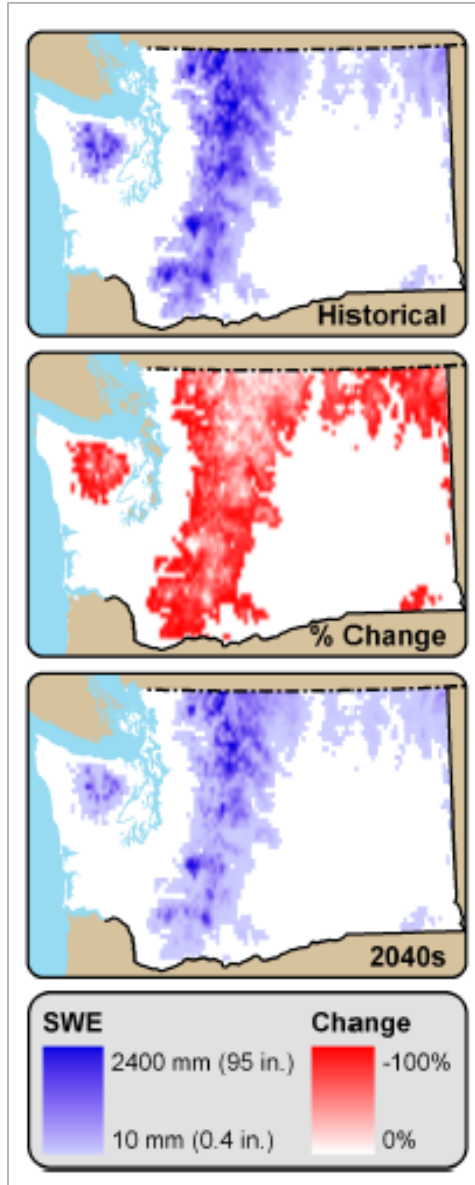 Historical
% Change
2040s
SWE Change
2400 mm (95 in.) -100%
10 mm (0.4 in.) 0%